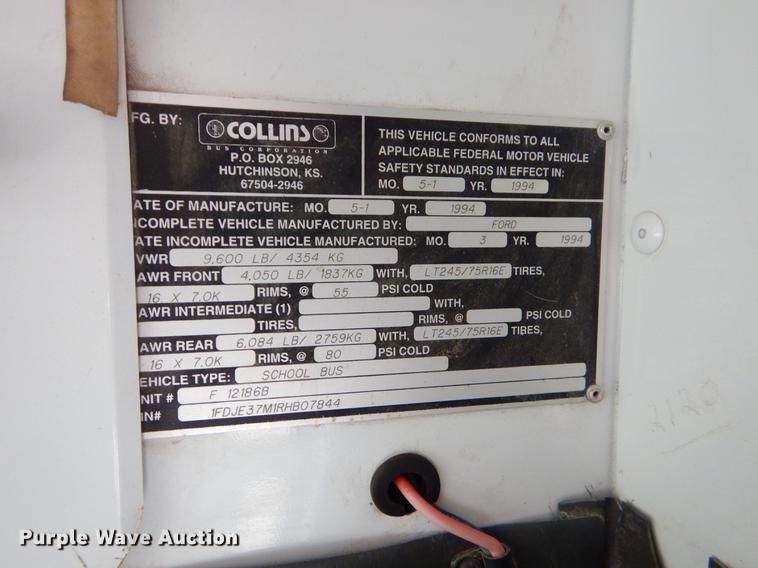 FG. BY: COLLINS
BUS CORPORATION
P.O. BOX 2946
HUTCHINSON, KS.
67504-2946
THIS VEHICLE CONFORMS TO ALL
APPLICABLE FEDERAL MOTOR VEHICLE
SAFETY STANDARDS IN EFFECT IN:
MO. 5-1 YR. 1994
ATE OF MANUFACTURE: MO. 5-1 YR. 1994
NCOMPLETE VEHICLE MANUFACTURED BY: FORD
ATE INCOMPLETE VEHICLE MANUFACTURED: MO. 3 YR. 1994
VWR 9,600 LB/ 4354 KG
AWR FRONT 4,050 LB/ 1837KG WITH, LT245/75R16E TIRES,
16 X 7.0K RIMS, @ 55 PSI COLD
AWR INTERMEDIATE (1) WITH,
TIRES, RIMS, @ PSI COLD
AWR REAR 6,084 LB/ 2759KG WITH, LT245/75R16E TIRES,
16 X 7.0K RIMS, @ 80 PSI COLD
EHICLE TYPE: SCHOOL BUS
NIT # F 12186B
IN# 1FDJE37M1RHB07844
2120
Purple Wave Auction